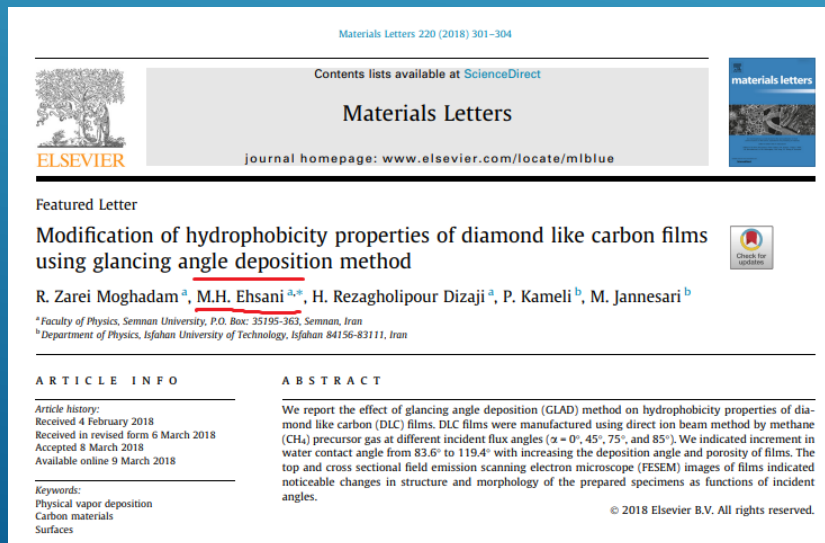 Materials Letters 220 (2018) 301–304
Contents lists available at ScienceDirect
Materials Letters
journal homepage: www.elsevier.com/locate/mlblue
ELSEVIER
materials letters
Featured Letter
Modification of hydrophobicity properties of diamond like carbon films
using glancing angle deposition method
Check for
updates
R. Zarei Moghadam a, M.H. Ehsani a,*, H. Rezagholipour Dizaji a, P. Kameli b, M. Jannesari b
a Faculty of Physics, Semnan University, P.O. Box: 35195-363, Semnan, Iran
b Department of Physics, Isfahan University of Technology, Isfahan 84156-83111, Iran
ARTICLE INFO
Article history:
Received 4 February 2018
Received in revised form 6 March 2018
Accepted 8 March 2018
Available online 9 March 2018
Keywords:
Physical vapor deposition
Carbon materials
Surfaces
ABSTRACT
We report the effect of glancing angle deposition (GLAD) method on hydrophobicity properties of dia-
mond like carbon (DLC) films. DLC films were manufactured using direct ion beam method by methane
(CH4) precursor gas at different incident flux angles (α = 0°, 45°, 75°, and 85°). We indicated increment in
water contact angle from 83.6° to 119.4° with increasing the deposition angle and porosity of films. The
top and cross sectional field emission scanning electron microscope (FESEM) images of films indicated
noticeable changes in structure and morphology of the prepared specimens as functions of incident
angles.
© 2018 Elsevier B.V. All rights reserved.